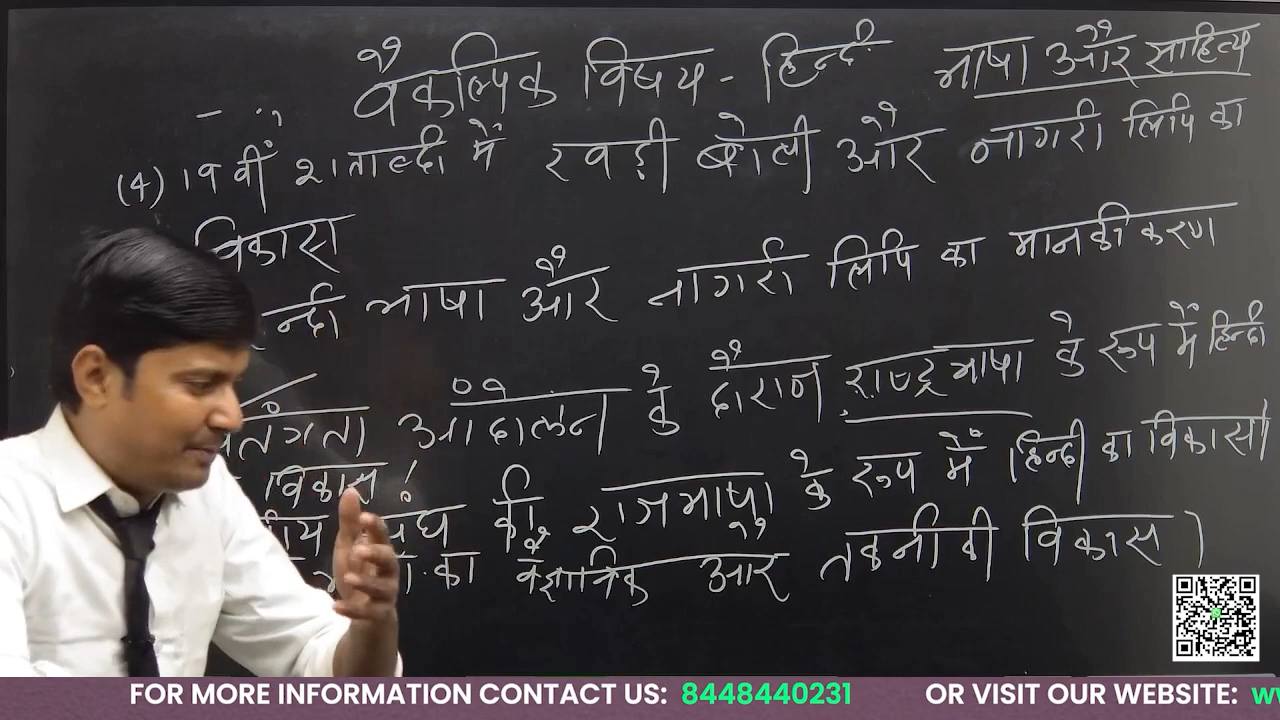 वैकल्पिक विषय - हिन्दी भाषा और साहित्य
(4) 19वीं शताब्दी में खड़ी बोली और नागरी लिपि का
विकास
न्दी भाषा और नागरी लिपि का मानकीकरण
आंदोलन के दौरान राष्ट्रभाषा के रूप में हिन्दी
विकास
की राजभाषा के रूप में हिन्दी का विकास।
का वैज्ञानिक और तकनीकी विकास)
FOR MORE INFORMATION CONTACT US: 8448440231 OR VISIT OUR WEBSITE: